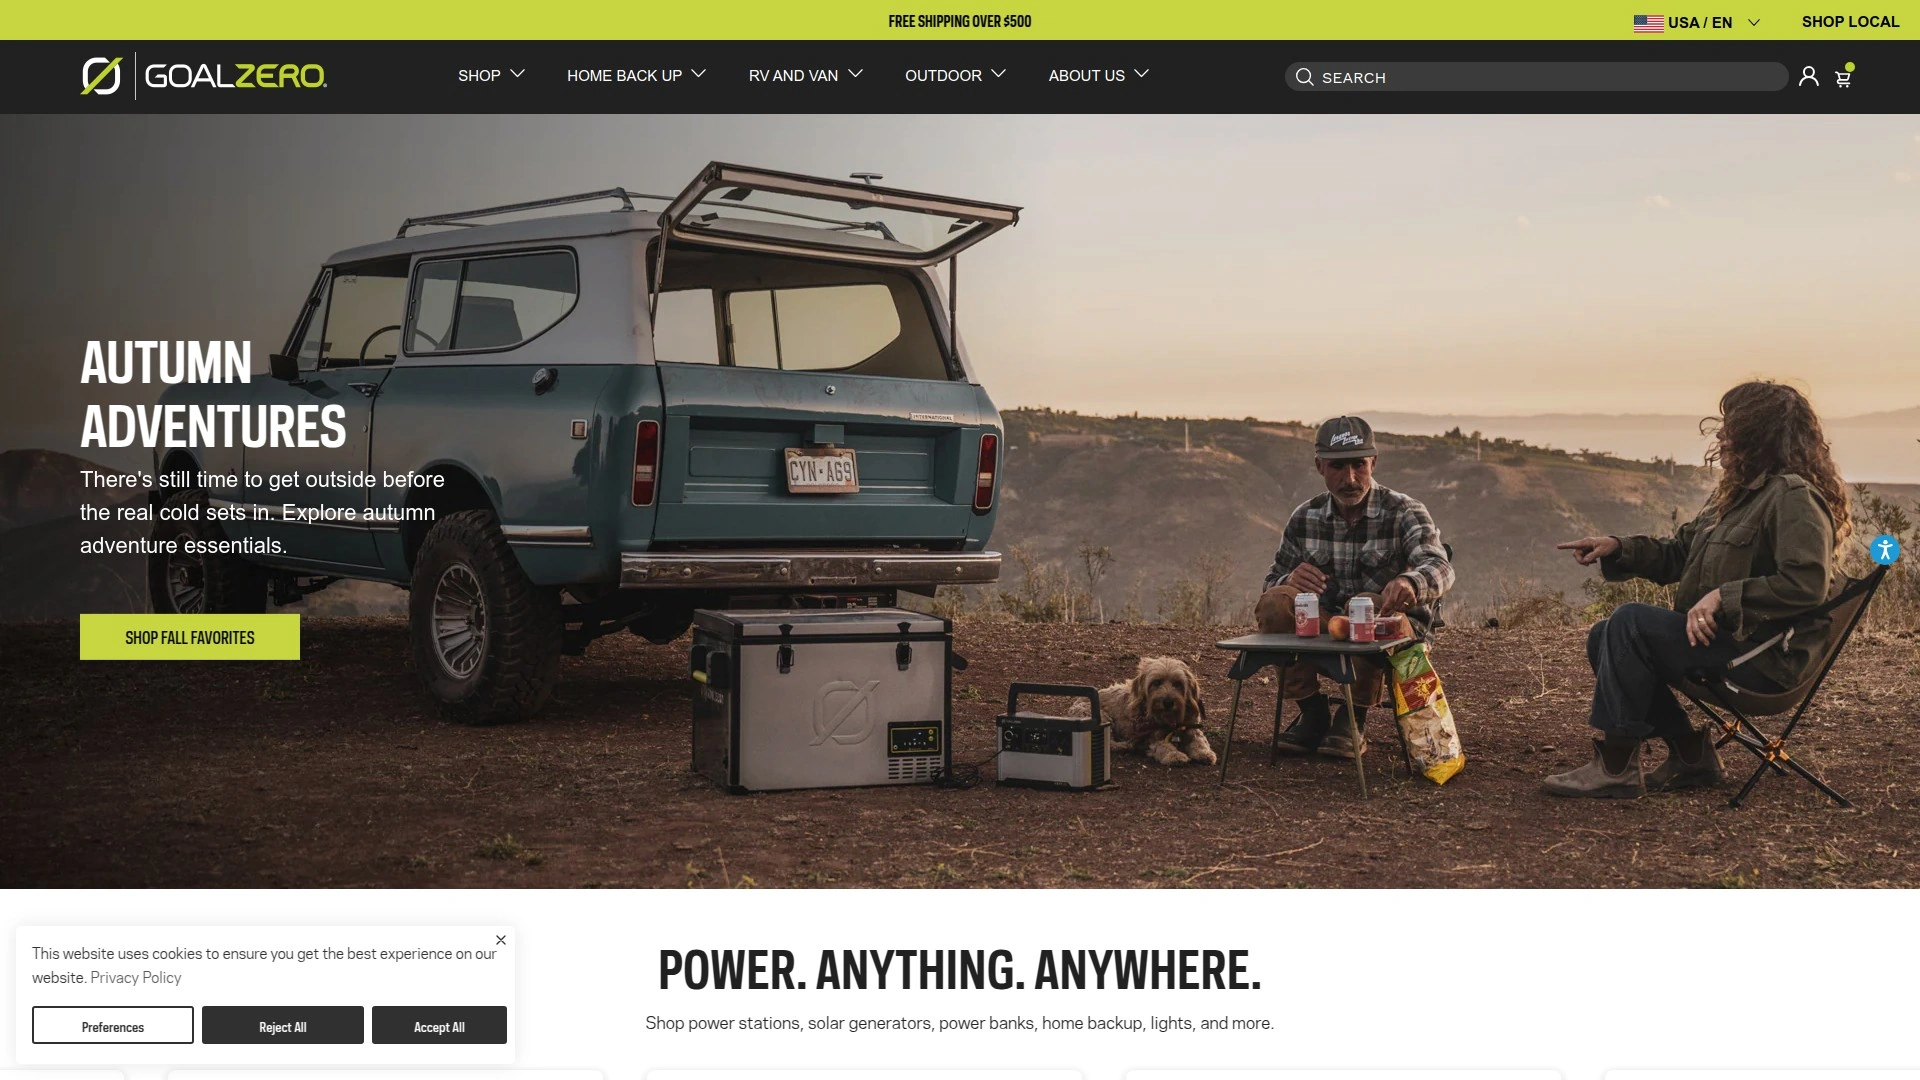 FREE SHIPPING OVER $500
USA / EN
SHOP LOCAL
GOALZERO
SHOP
HOME BACK UP
RV AND VAN
OUTDOOR
ABOUT US
SEARCH
AUTUMN
ADVENTURES
There's still time to get outside before
the real cold sets in. Explore autumn
adventure essentials.
SHOP FALL FAVORITES
INTERNATIONAL
CYN·A69
This website uses cookies to ensure you get the best experience on our
website. Privacy Policy
Preferences
Reject All
Accept All
POWER. ANYTHING. ANYWHERE.
Shop power stations, solar generators, power banks, home backup, lights, and more.